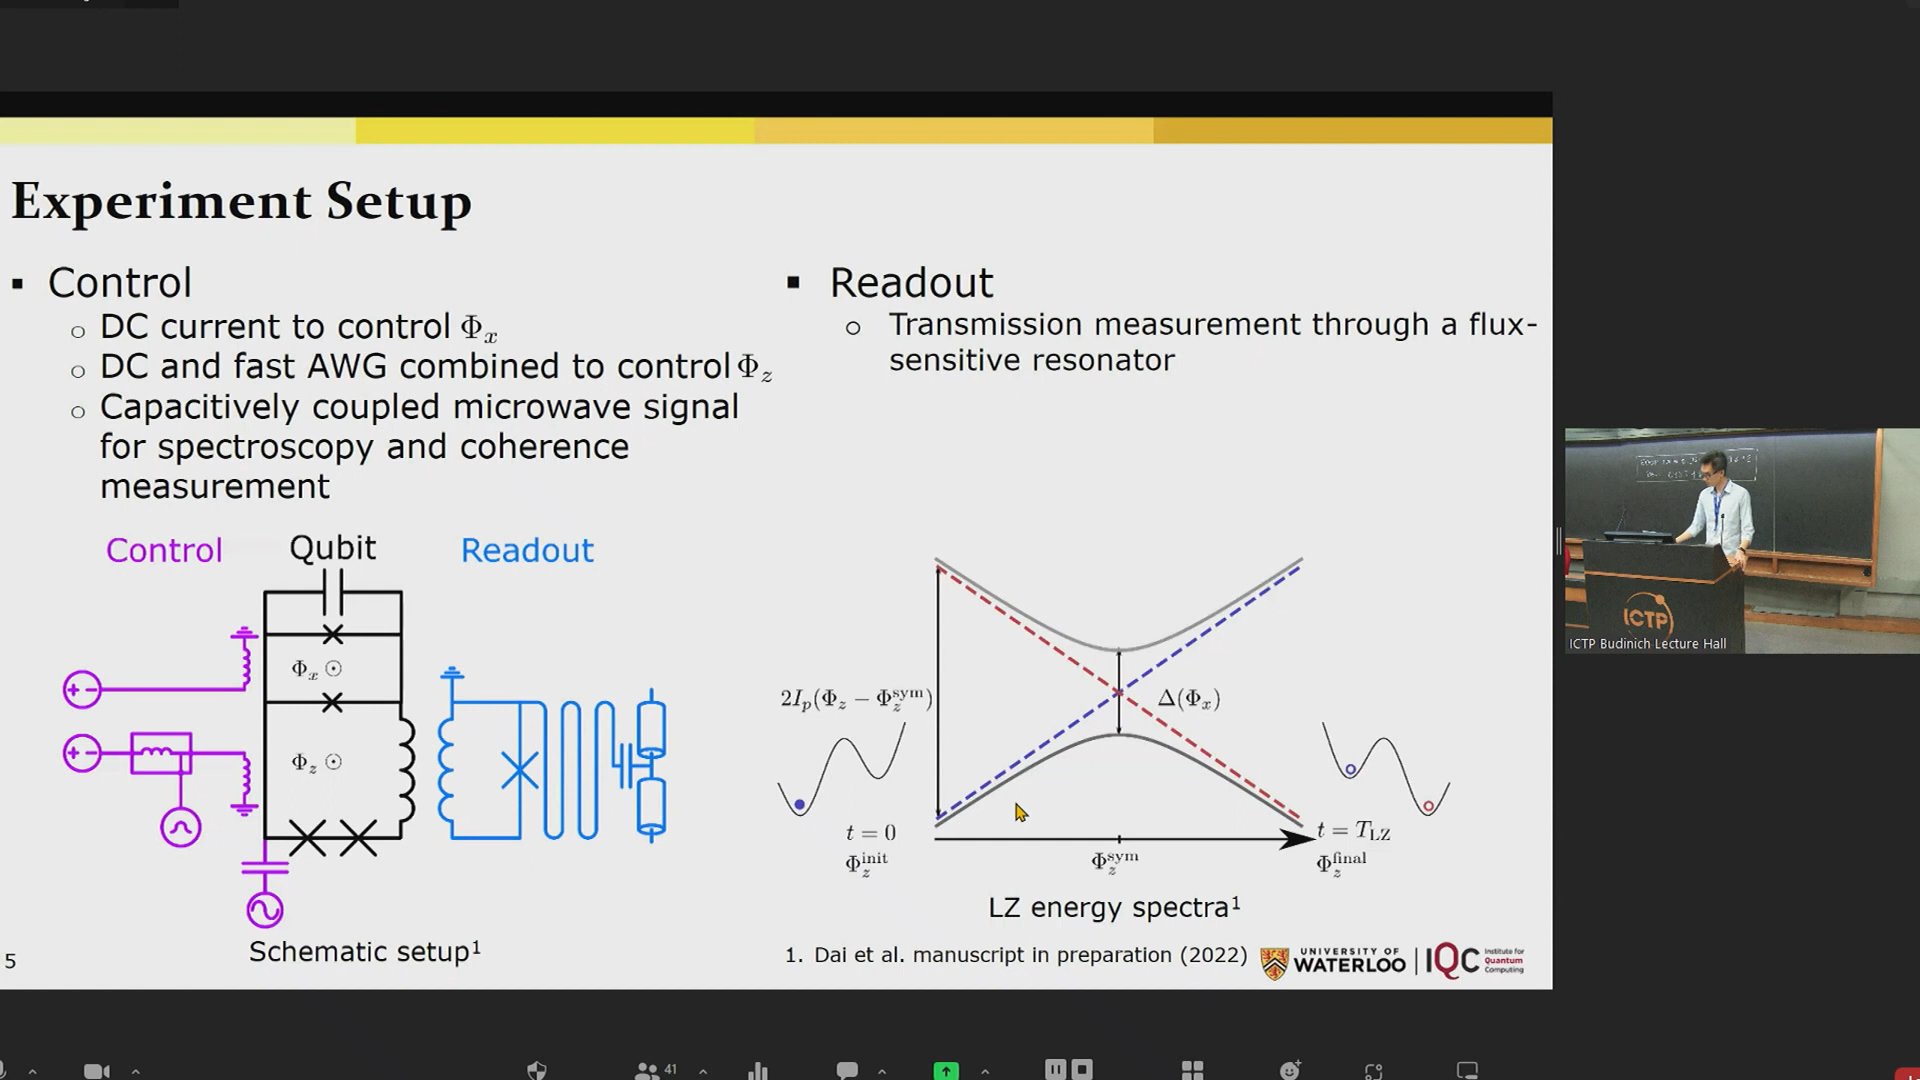 Experiment Setup
▪ Control
○ DC current to control Φx
○ DC and fast AWG combined to control Φz
○ Capacitively coupled microwave signal
for spectroscopy and coherence
measurement
▪ Readout
○ Transmission measurement through a flux-
sensitive resonator
Control
Qubit
Readout
Φx ⊙
Φz ⊙
Schematic setup¹
2Ip(Φz − Φz^sym)
Δ(Φx)
t = 0
Φz^init
Φz^sym
t = T_LZ
Φz^final
LZ energy spectra¹
5
1. Dai et al. manuscript in preparation (2022)
UNIVERSITY OF
WATERLOO
IQC
Institute for
Quantum
Computing
ICTP
ICTP Budinich Lecture Hall
41